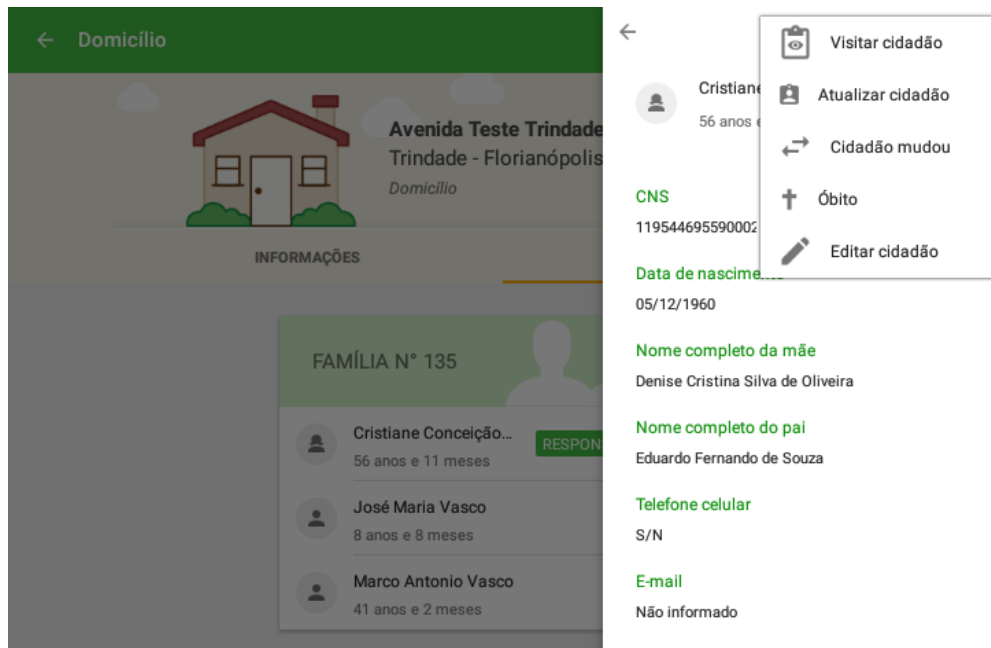 Domicílio
Avenida Teste Trindade
Trindade - Florianópolis
Domicílio
INFORMAÇÕES
FAMÍLIA N° 135
Cristiane Conceição...
RESPON
56 anos e 11 meses
José Maria Vasco
8 anos e 8 meses
Marco Antonio Vasco
41 anos e 2 meses
Cristiane
56 anos e
Visitar cidadão
Atualizar cidadão
Cidadão mudou
Óbito
Editar cidadão
CNS
119544695590002
Data de nascimento
05/12/1960
Nome completo da mãe
Denise Cristina Silva de Oliveira
Nome completo do pai
Eduardo Fernando de Souza
Telefone celular
S/N
E-mail
Não informado